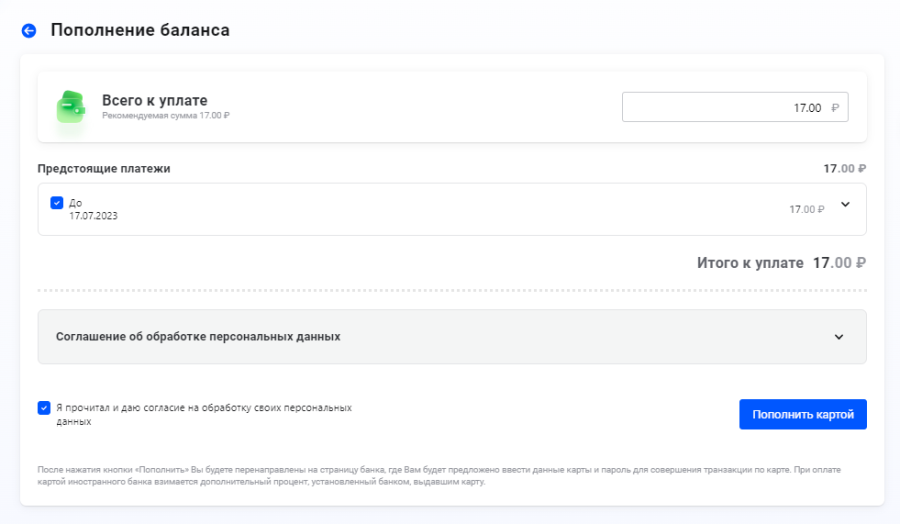 Пополнение баланса
Всего к уплате
Рекомендуемая сумма 17.00 ₽
17.00 ₽
Предстоящие платежи
17.00 ₽
До
17.07.2023
17.00 ₽
Итого к уплате 17.00 ₽
Соглашение об обработке персональных данных
Я прочитал и даю согласие на обработку своих персональных
данных
Пополнить картой
После нажатия кнопки «Пополнить» Вы будете перенаправлены на страницу банка, где Вам будет предложено ввести данные карты и пароль для совершения транзакции по карте. При оплате
картой иностранного банка взимается дополнительный процент, установленный банком, выдавшим карту.